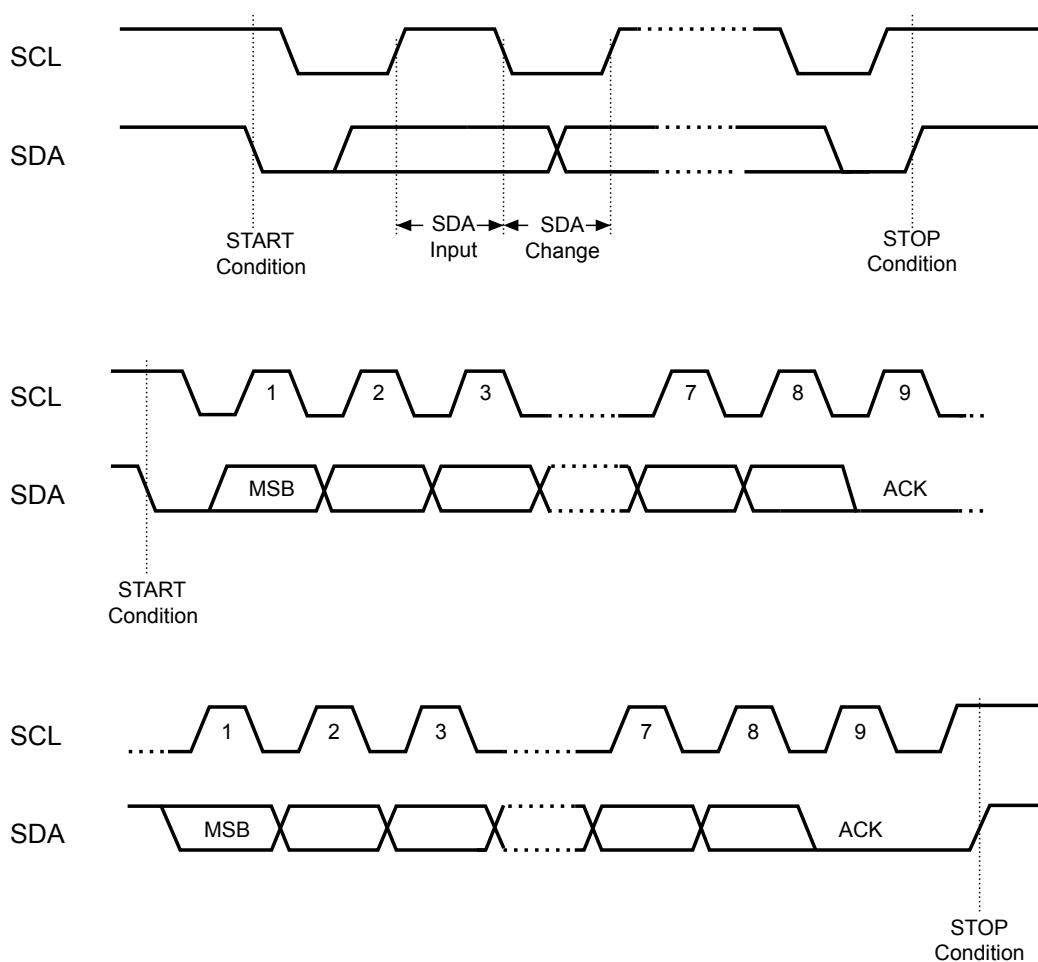 SCL
SDA
SDA
Input
SDA
Change
START
Condition
STOP
Condition
SCL
1
2
3
7
8
9
SDA
MSB
ACK
START
Condition
SCL
1
2
3
7
8
9
SDA
MSB
ACK
STOP
Condition